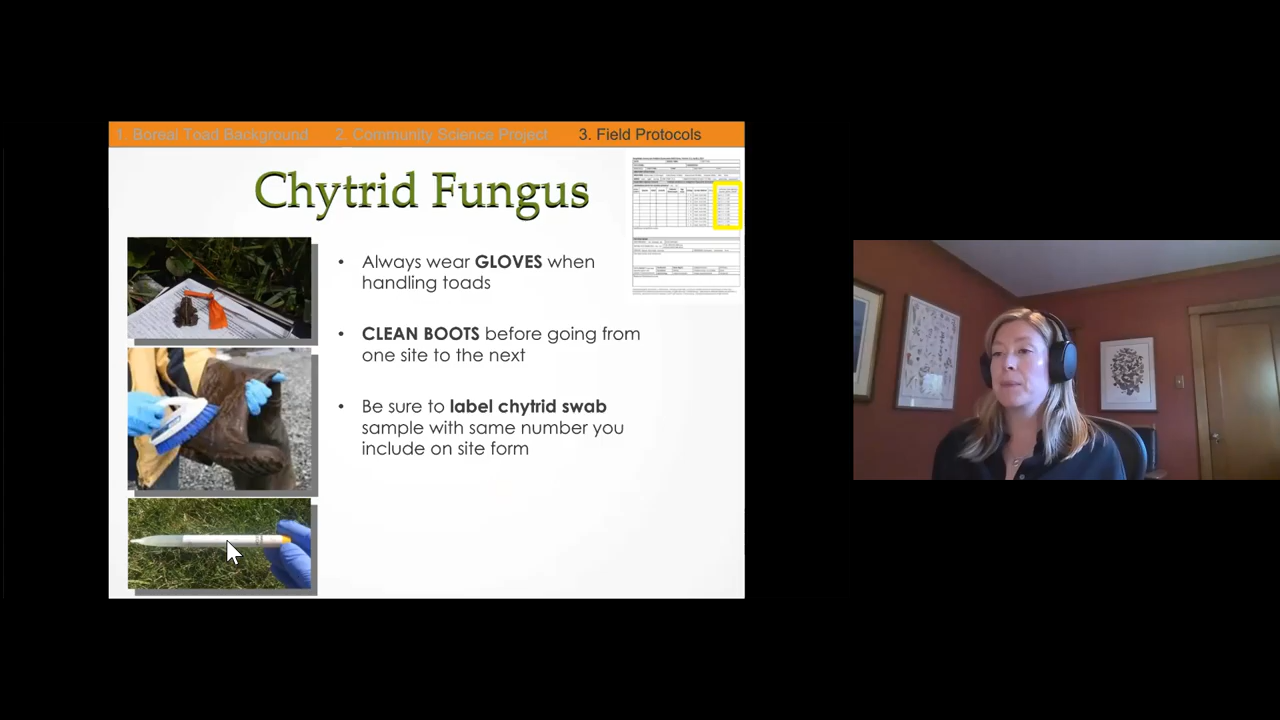 1. Boreal Toad Background 2. Community Science Project 3. Field Protocols
Chytrid Fungus
• Always wear GLOVES when
handling toads
• CLEAN BOOTS before going from
one site to the next
• Be sure to label chytrid swab
sample with same number you
include on site form